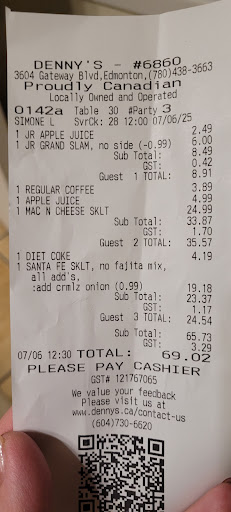 DENNY'S - #6860
3604 Gateway Blvd,Edmonton,(780)438-3663
Proudly Canadian
Locally Owned and Operated
0142a Table 30 #Party 3
SIMONE L SvrCk: 28 12:00 07/06/25
1 JR APPLE JUICE 2.49
1 JR GRAND SLAM, no side (-0.99) 6.00
Sub Total: 8.49
GST: 0.42
Guest 1 TOTAL: 8.91
1 REGULAR COFFEE 3.89
1 APPLE JUICE 4.99
1 MAC N CHEESE SKLT 24.99
Sub Total: 33.87
GST: 1.70
Guest 2 TOTAL: 35.57
1 DIET COKE 4.19
1 SANTA FE SKLT, no fajita mix,
all add's.
:add crmlz onion (0.99) 19.18
Sub Total: 23.37
GST: 1.17
Guest 3 TOTAL: 24.54
Sub Total: 65.73
GST: 3.29
07/06 12:30 TOTAL: 69.02
PLEASE PAY CASHIER
GST# 121767065
We value your feedback
Please visit us at
www.dennys.ca/contact-us
(604)730-6620